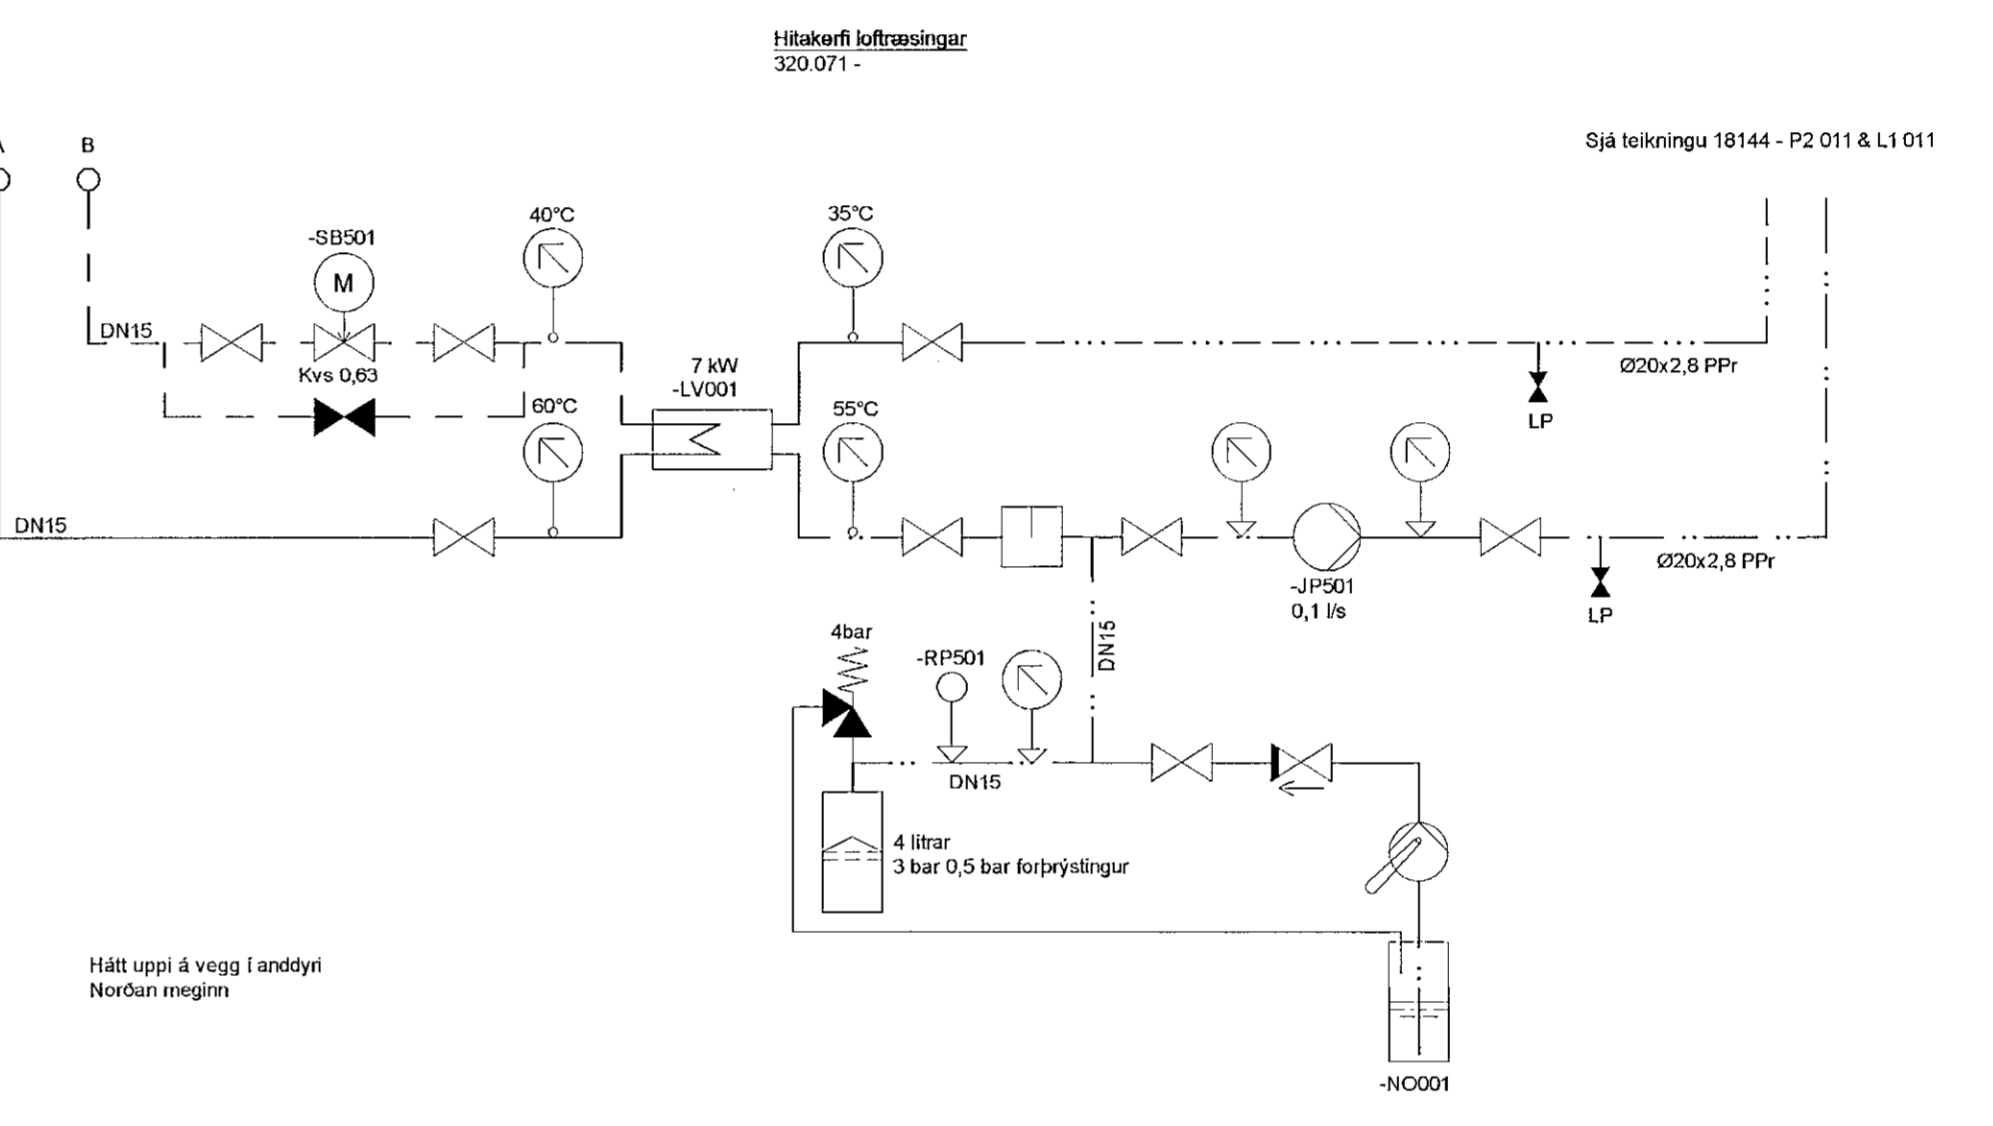 Hitakerfi loftræsingar
320.071 -
B
Sjá teikningu 18144 - P2 011 & L1 011
40°C
35°C
-SB501
M
DN15
Kvs 0,63
7 kW
-LV001
Ø20x2,8 PPr
LP
60°C
55°C
DN15
Ø20x2,8 PPr
-JP501
0,1 l/s
LP
4bar
-RP501
DN15
DN15
4 litrar
3 bar 0,5 bar forþrýstingur
Hátt uppi á vegg í anddyri
Norðan meginn
-NO001